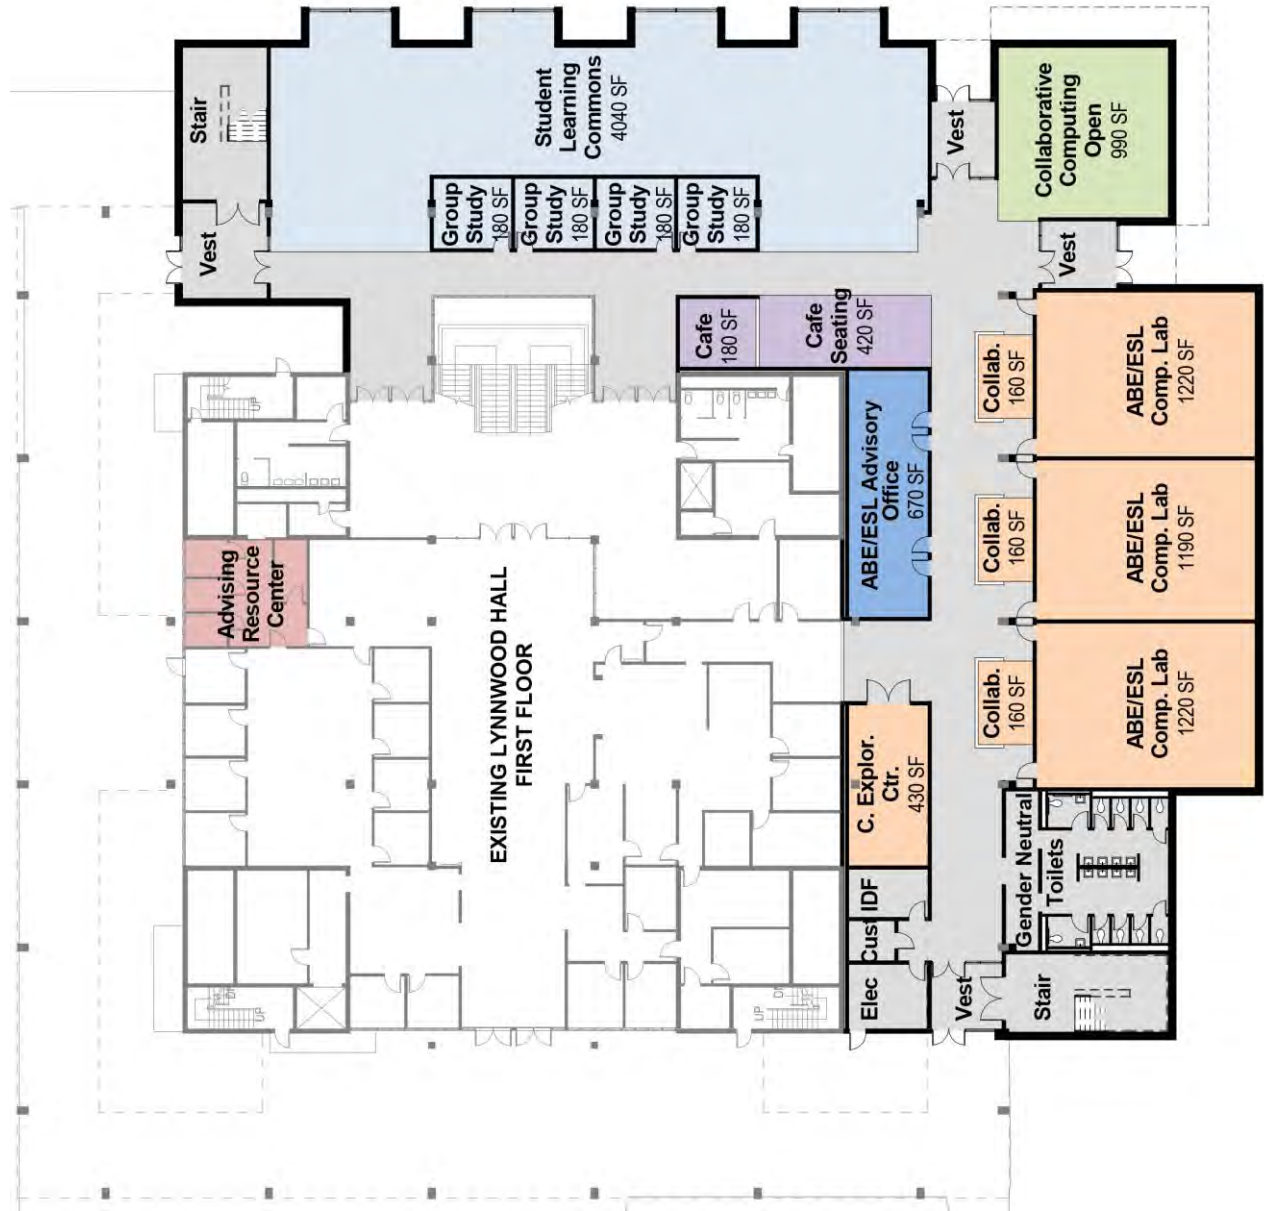 Stair
Student
Learning
Commons
4040 SF
Vest
Collaborative
Computing
Open
990 SF
Group
Study
180 SF
Group
Study
180 SF
Group
Study
180 SF
Group
Study
180 SF
Vest
Vest
Cafe
180 SF
Cafe
Seating
420 SF
Collab.
160 SF
ABE/ESL
Comp. Lab
1220 SF
ABE/ESL Advisory
Office
670 SF
Collab.
160 SF
ABE/ESL
Comp. Lab
1190 SF
Advising
Resource
Center
EXISTING LYNNWOOD HALL
FIRST FLOOR
Collab.
160 SF
ABE/ESL
Comp. Lab
1220 SF
C. Explor.
Ctr.
430 SF
IDF
Cust
Elec
Vest
Gender Neutral
Toilets
Stair
UP
UP